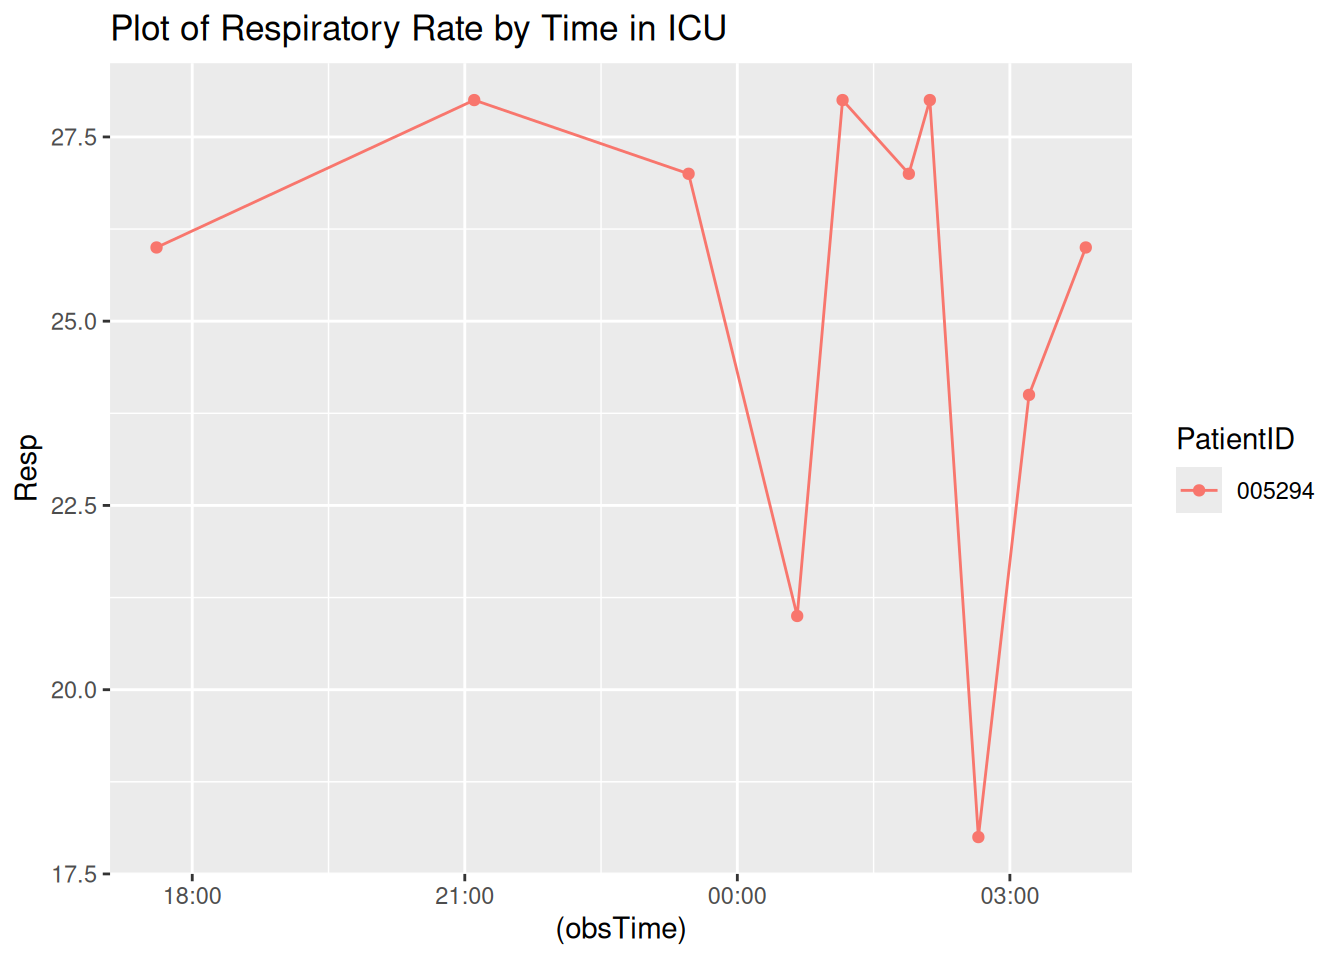 Plot of Respiratory Rate by Time in ICU
27.5
25.0
22.5
20.0
17.5
Resp
18:00 21:00 00:00 03:00
(obsTime)
PatientID
005294